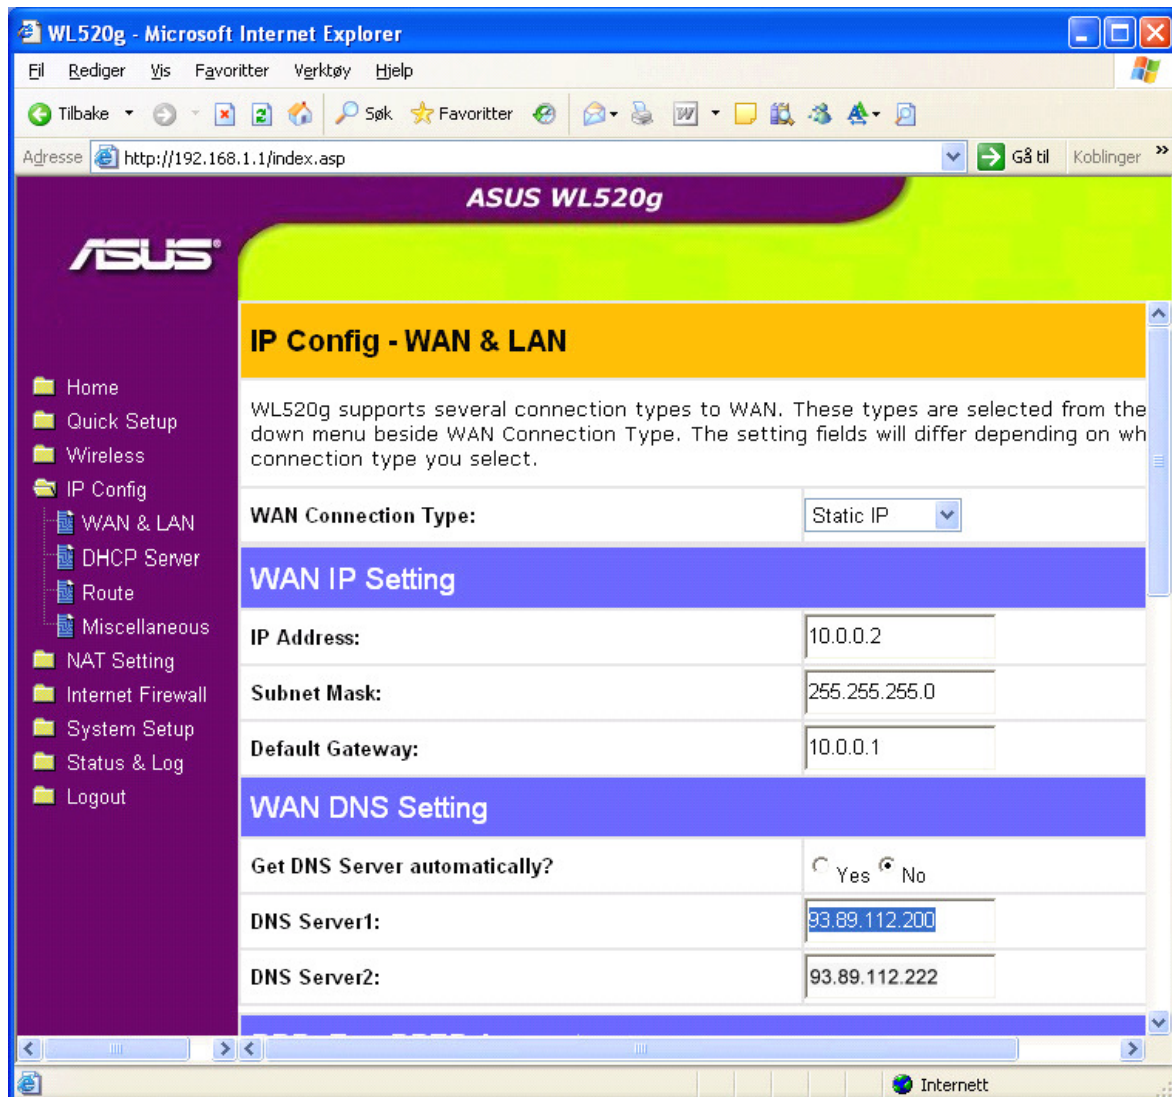 WL520g - Microsoft Internet Explorer
Fil Rediger Vis Favoritter Verktøy Hjelp
Tilbake Søk Favoritter
Adresse http://192.168.1.1/index.asp Gå til Koblinger »
ASUS WL520g
ASUS®
IP Config - WAN & LAN
Home
Quick Setup
Wireless
IP Config
WAN & LAN
DHCP Server
Route
Miscellaneous
NAT Setting
Internet Firewall
System Setup
Status & Log
Logout
WL520g supports several connection types to WAN. These types are selected from the
down menu beside WAN Connection Type. The setting fields will differ depending on wh
connection type you select.
WAN Connection Type: Static IP
WAN IP Setting
IP Address: 10.0.0.2
Subnet Mask: 255.255.255.0
Default Gateway: 10.0.0.1
WAN DNS Setting
Get DNS Server automatically? Yes No
DNS Server1: 93.89.112.200
DNS Server2: 93.89.112.222
Internett